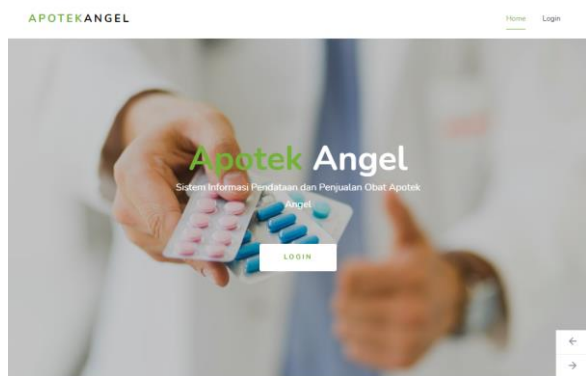 APOTEKANGEL
Home Login
Apotek Angel
Sistem Informasi Pendataan dan Penjualan Obat Apotek
Angel
LOGIN